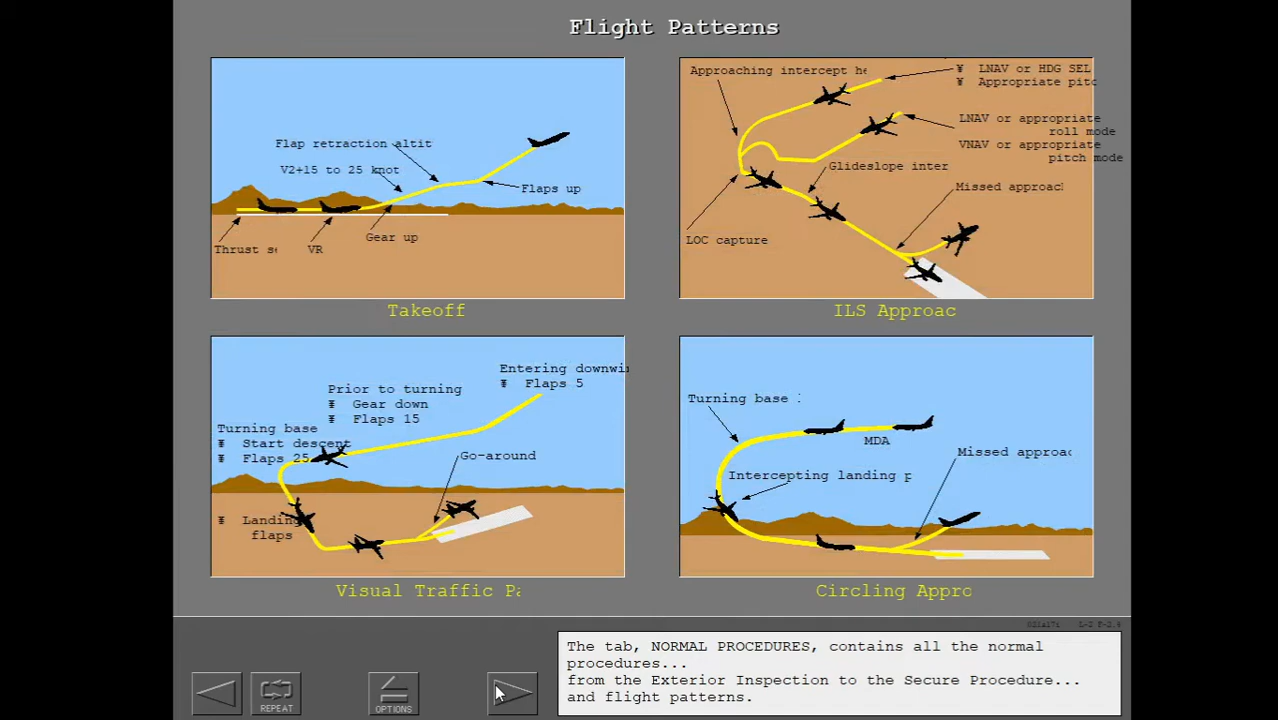 Flight Patterns
Flap retraction altit
V2+15 to 25 knot
Flaps up
Gear up
Thrust se
VR
Takeoff
Approaching intercept he
¥ LNAV or HDG SEL
¥ Appropriate pitc
LNAV or appropriate
roll mode
VNAV or appropriate
pitch mode
Glideslope inter
Missed approach
LOC capture
ILS Approac
Entering downwi
¥ Flaps 5
Prior to turning
¥ Gear down
¥ Flaps 15
Turning base
¥ Start descent
¥ Flaps 25
Go-around
¥ Landing
flaps
Visual Traffic Pa
Turning base
MDA
Missed approac
Intercepting landing p
Circling Appro
The tab, NORMAL PROCEDURES, contains all the normal
procedures...
from the Exterior Inspection to the Secure Procedure...
and flight patterns.
REPEAT
OPTIONS